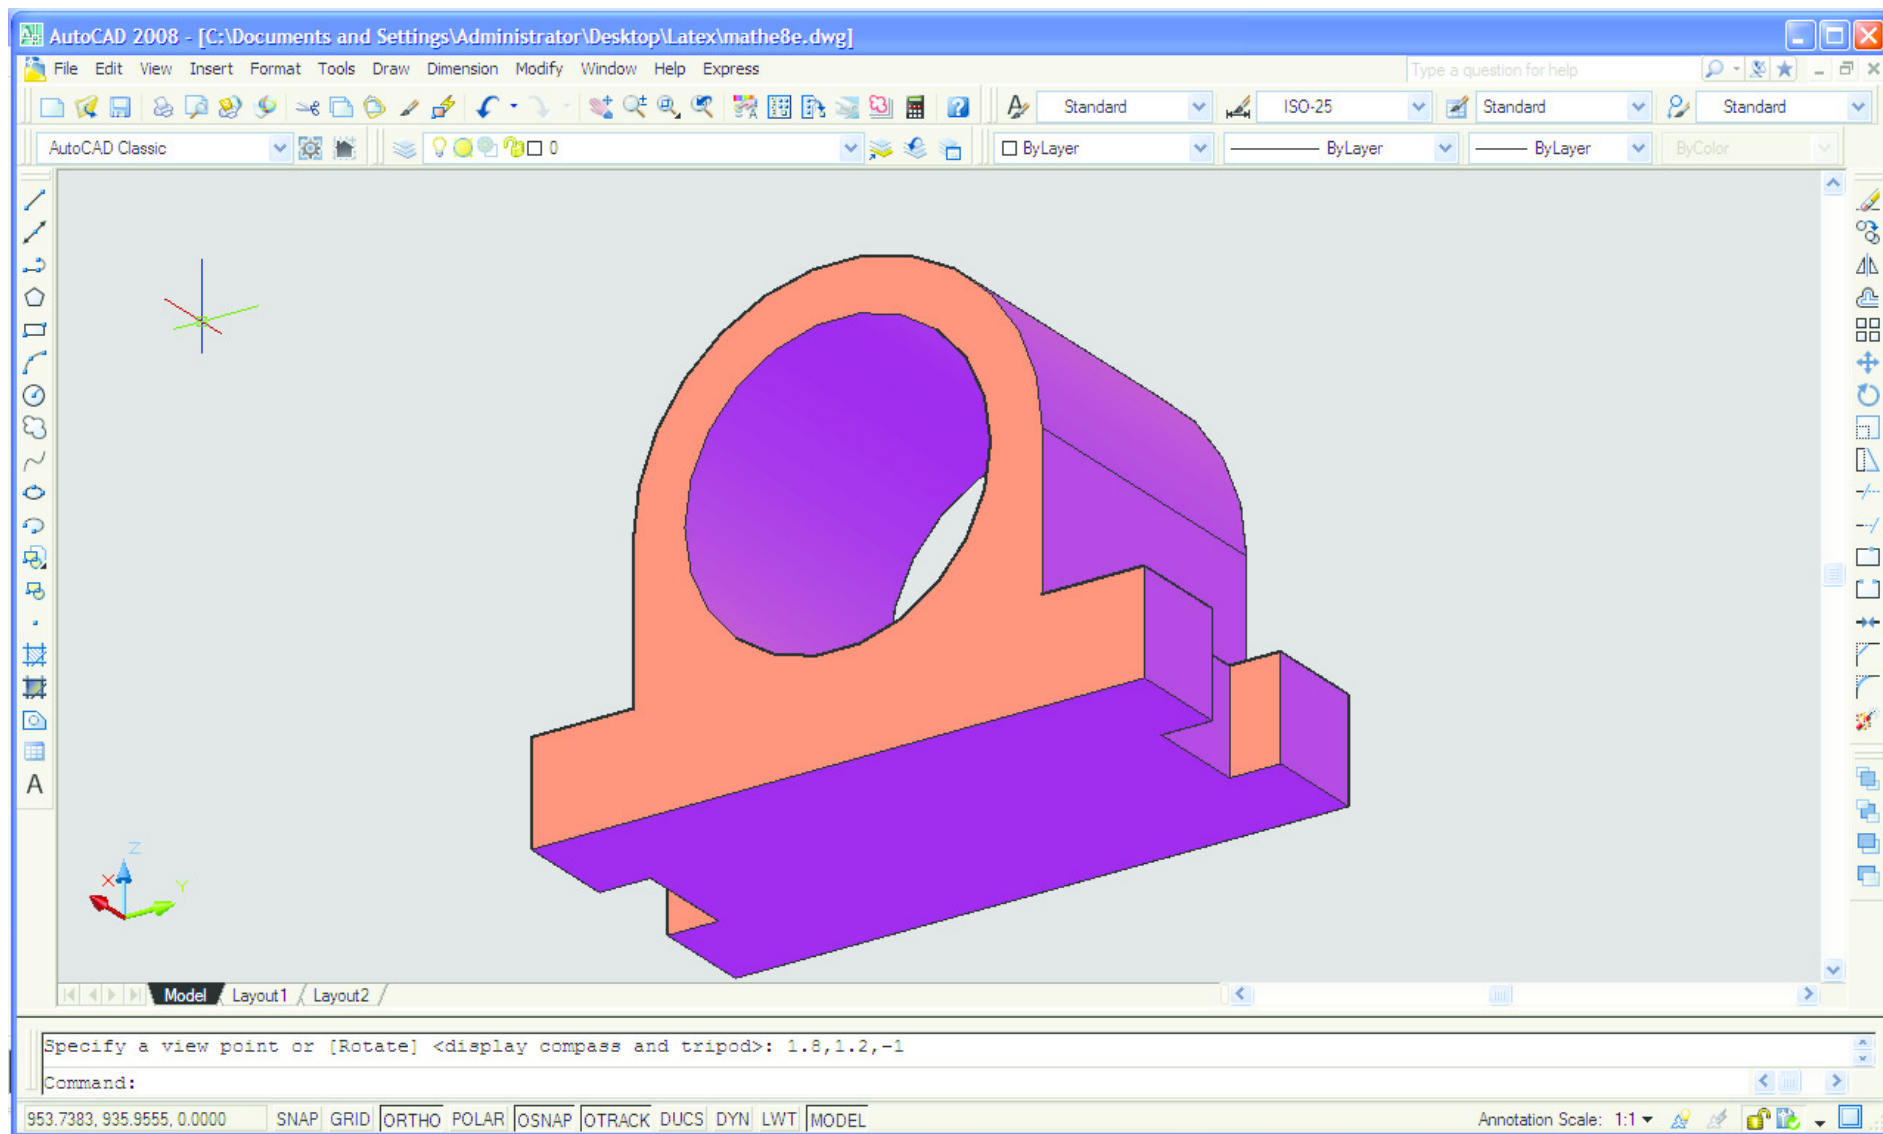 AutoCAD 2008 - [C:\Documents and Settings\Administrator\Desktop\Latex\mathe8e.dwg]
File Edit View Insert Format Tools Draw Dimension Modify Window Help Express
Type a question for help
Standard ISO-25 Standard Standard
AutoCAD Classic 0 ByLayer ByLayer ByLayer ByColor
A
Z
X
Y
Model Layout1 Layout2
Specify a view point or [Rotate] <display compass and tripod>: 1.8,1.2,-1
Command:
953.7383, 935.9555, 0.0000 SNAP GRID ORTHO POLAR OSNAP OTRACK DUCS DYN LWT MODEL Annotation Scale: 1:1